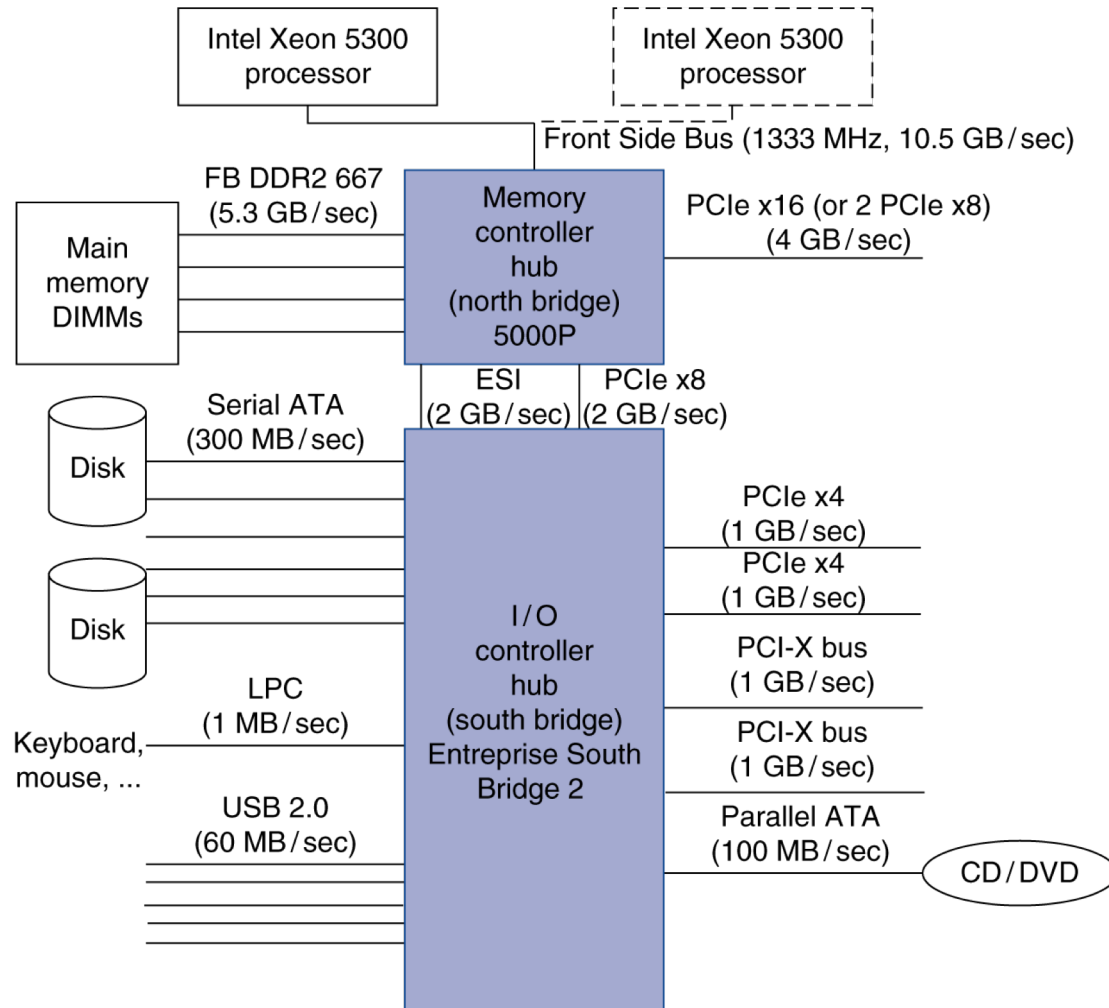 Intel Xeon 5300
processor
Intel Xeon 5300
processor
Front Side Bus (1333 MHz, 10.5 GB/sec)
FB DDR2 667
(5.3 GB/sec)
Main
memory
DIMMs
Memory
controller
hub
(north bridge)
5000P
PCIe x16 (or 2 PCIe x8)
(4 GB/sec)
ESI
(2 GB/sec)
PCIe x8
(2 GB/sec)
Serial ATA
(300 MB/sec)
Disk
Disk
LPC
(1 MB/sec)
Keyboard,
mouse, ...
USB 2.0
(60 MB/sec)
I/O
controller
hub
(south bridge)
Entreprise South
Bridge 2
PCIe x4
(1 GB/sec)
PCIe x4
(1 GB/sec)
PCI-X bus
(1 GB/sec)
PCI-X bus
(1 GB/sec)
Parallel ATA
(100 MB/sec)
CD/DVD